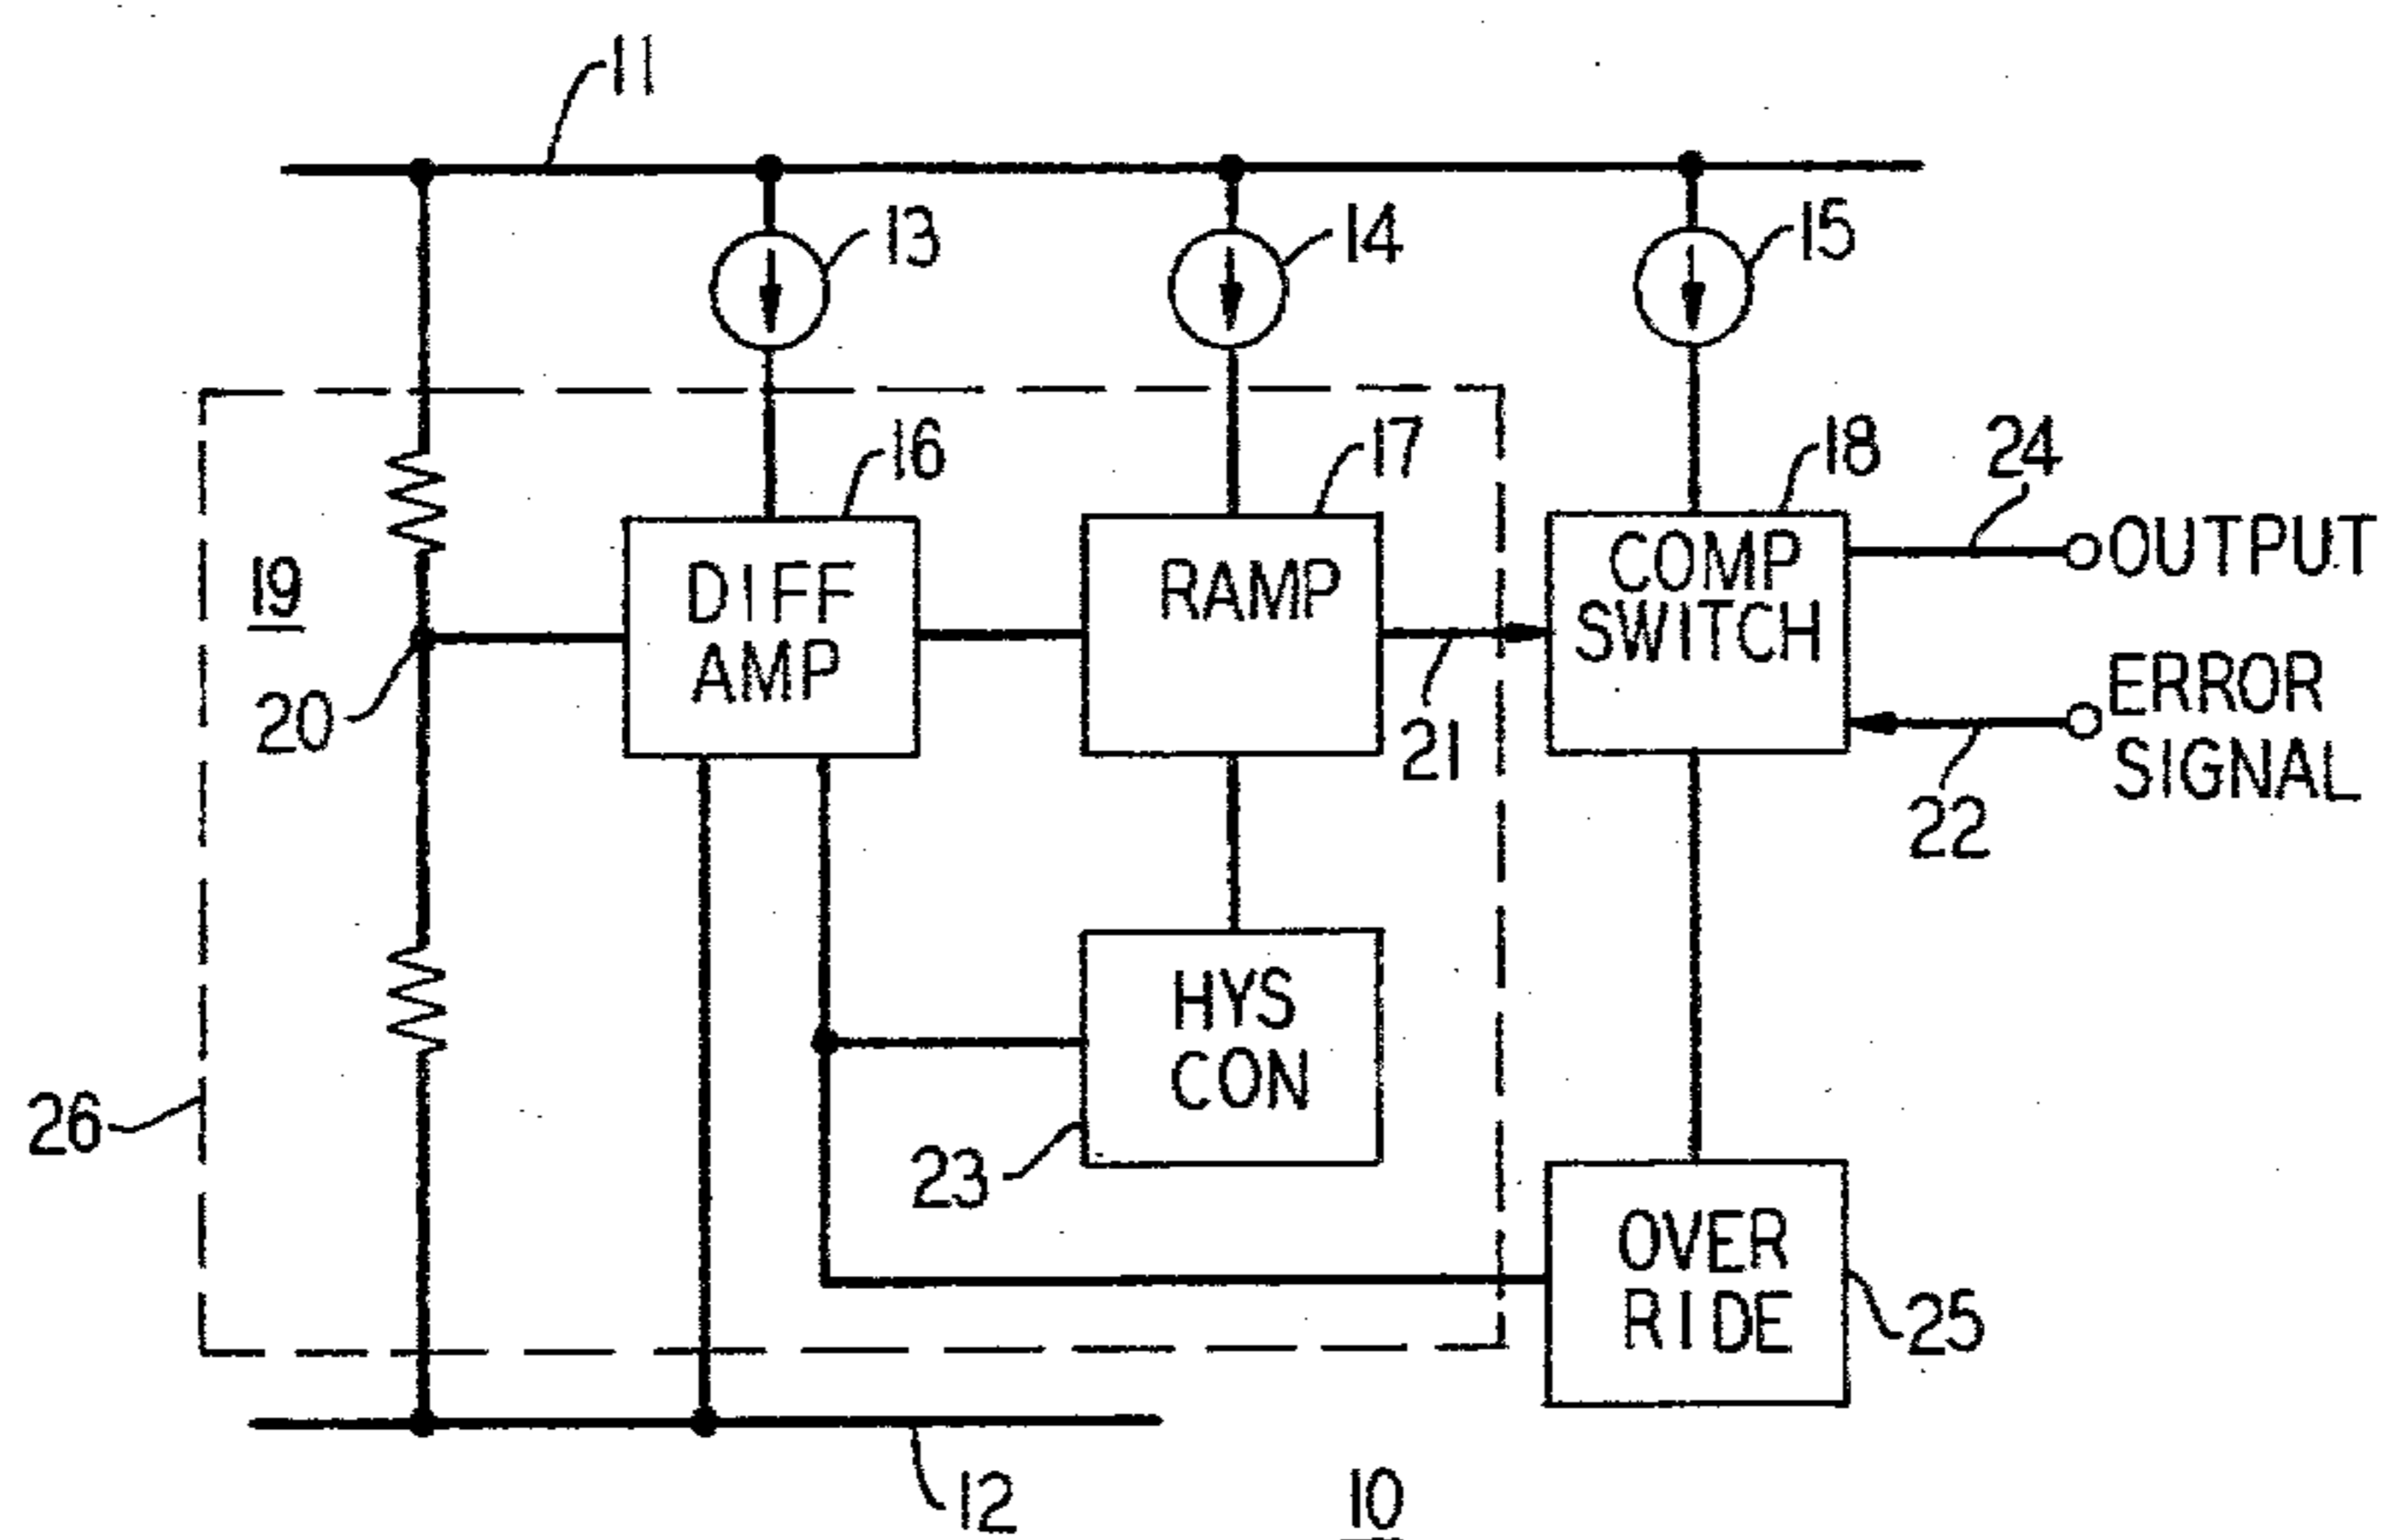 11
13
14
15
16
17
18
24
DIFF
AMP
RAMP
COMP
SWITCH
OUTPUT
19
20
21
ERROR
SIGNAL
22
HYS
CON
26
23
OVER
RIDE
25
12
10